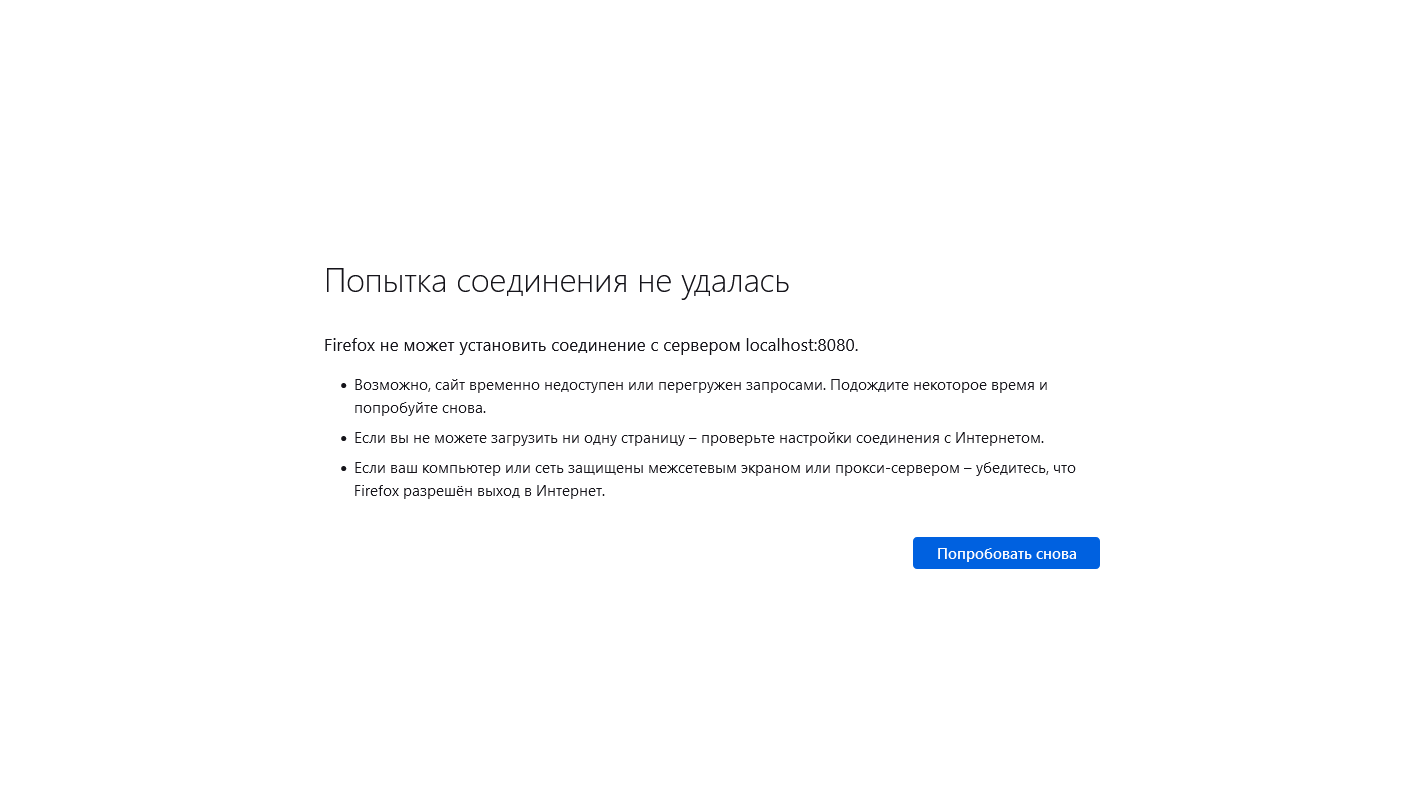 Попытка соединения не удалась
Firefox не может установить соединение с сервером localhost:8080.
• Возможно, сайт временно недоступен или перегружен запросами. Подождите некоторое время и
попробуйте снова.
• Если вы не можете загрузить ни одну страницу – проверьте настройки соединения с Интернетом.
• Если ваш компьютер или сеть защищены межсетевым экраном или прокси-сервером – убедитесь, что
Firefox разрешён выход в Интернет.
Попробовать снова